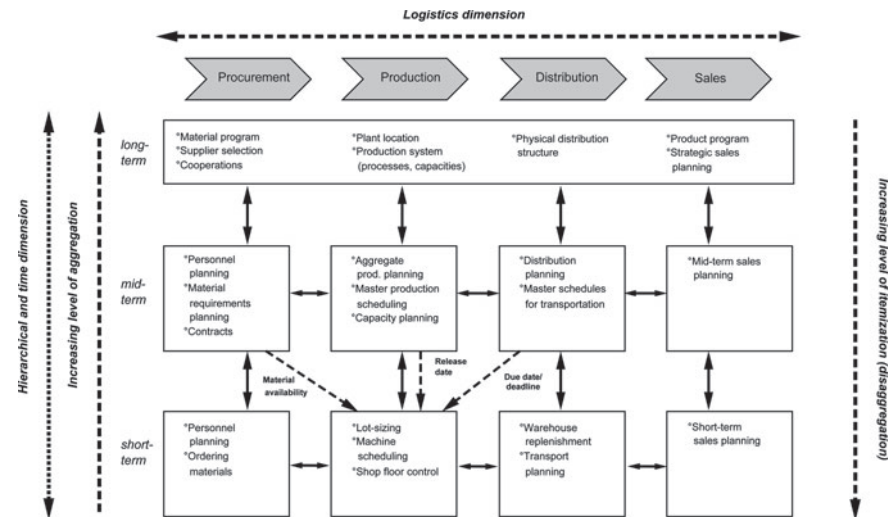 Logistics dimension
Procurement
Production
Distribution
Sales
Hierarchical and time dimension
Increasing level of aggregation
long-
term
°Material program
°Supplier selection
°Cooperations
°Plant location
°Production system
(processes, capacities)
°Physical distribution
structure
°Product program
°Strategic sales
planning
mid-
term
°Personnel
planning
°Material
requirements
planning
°Contracts
°Aggregate
prod. planning
°Master production
scheduling
°Capacity planning
°Distribution
planning
°Master schedules
for transportation
°Mid-term sales
planning
Material
availability
Release
date
Due date/
deadline
short-
term
°Personnel
planning
°Ordering
materials
°Lot-sizing
°Machine
scheduling
°Shop floor control
°Warehouse
replenishment
°Transport
planning
°Short-term
sales planning
Increasing level of itemization (disaggregation)